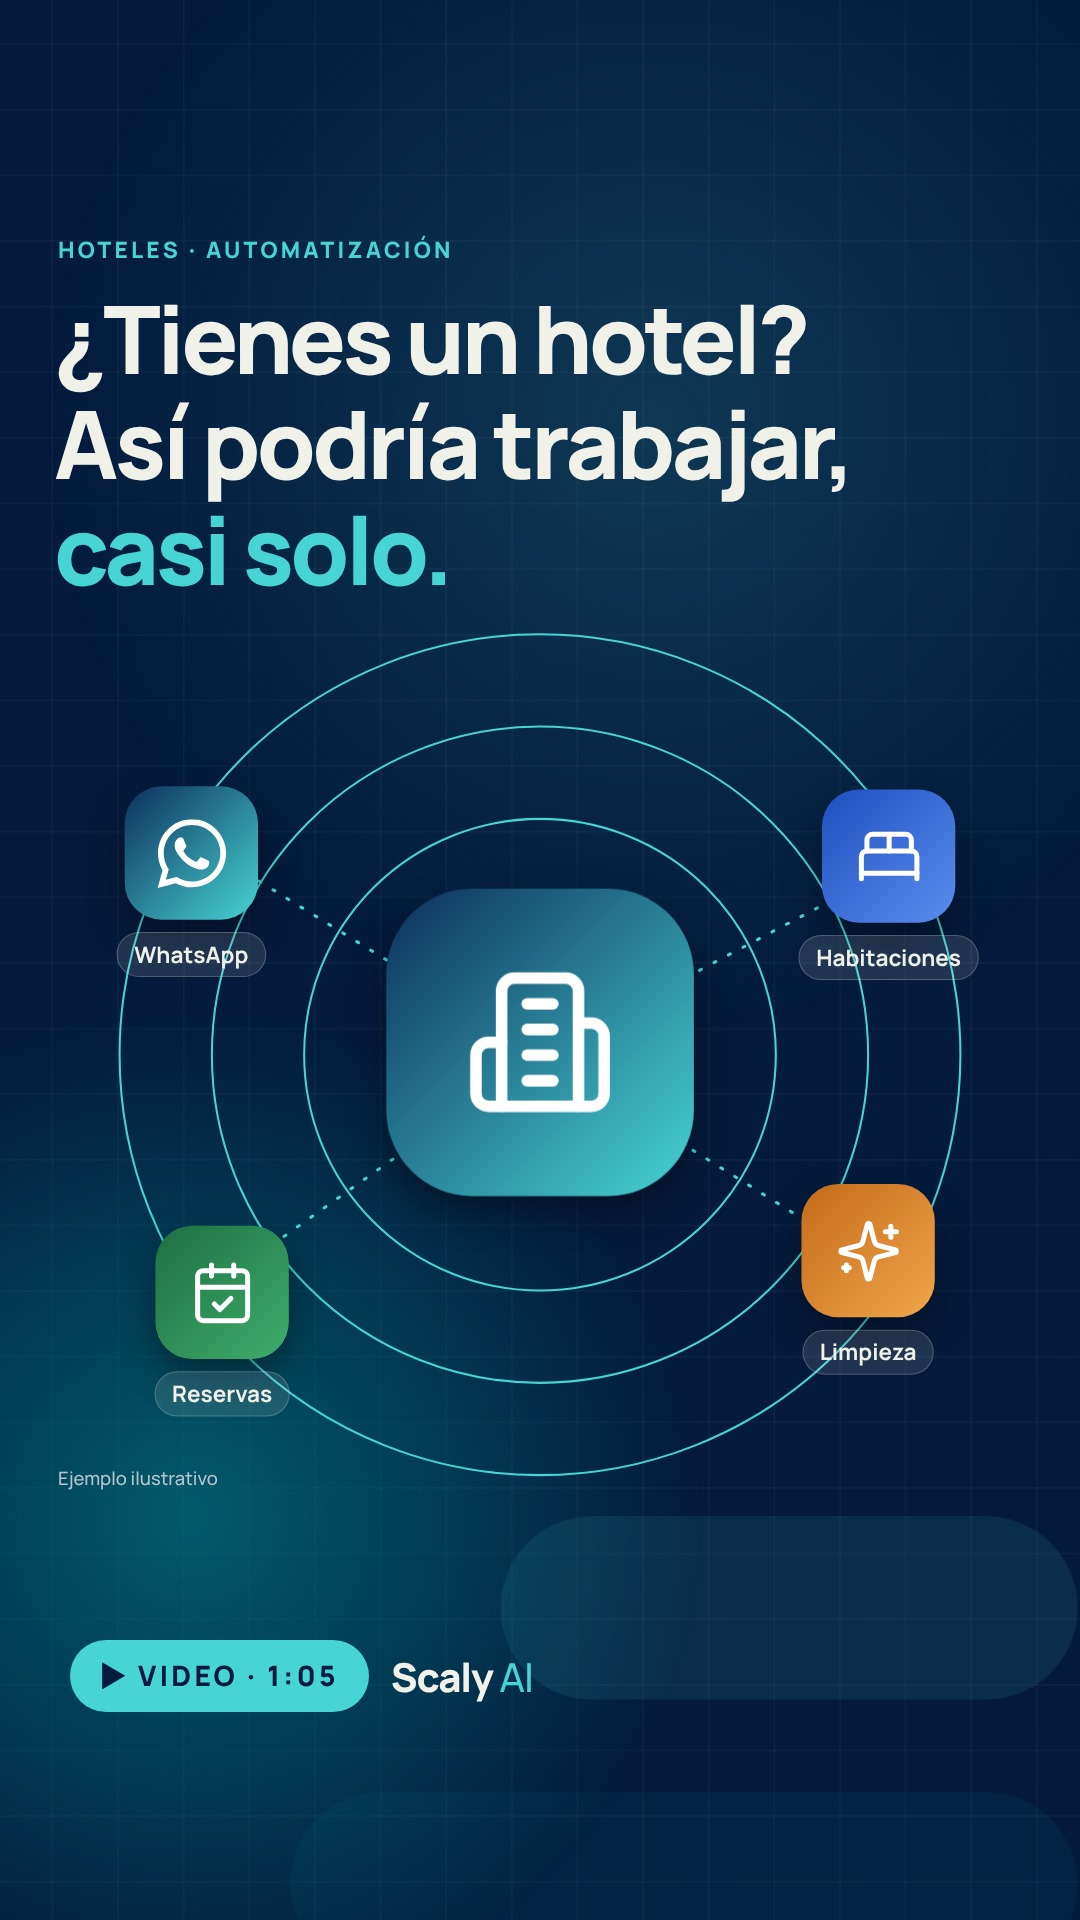 HOTELES · AUTOMATIZACIÓN
¿Tienes un hotel?
Así podría trabajar,
casi solo.
WhatsApp
Habitaciones
Reservas
Limpieza
Ejemplo ilustrativo
VIDEO · 1:05
Scaly AI